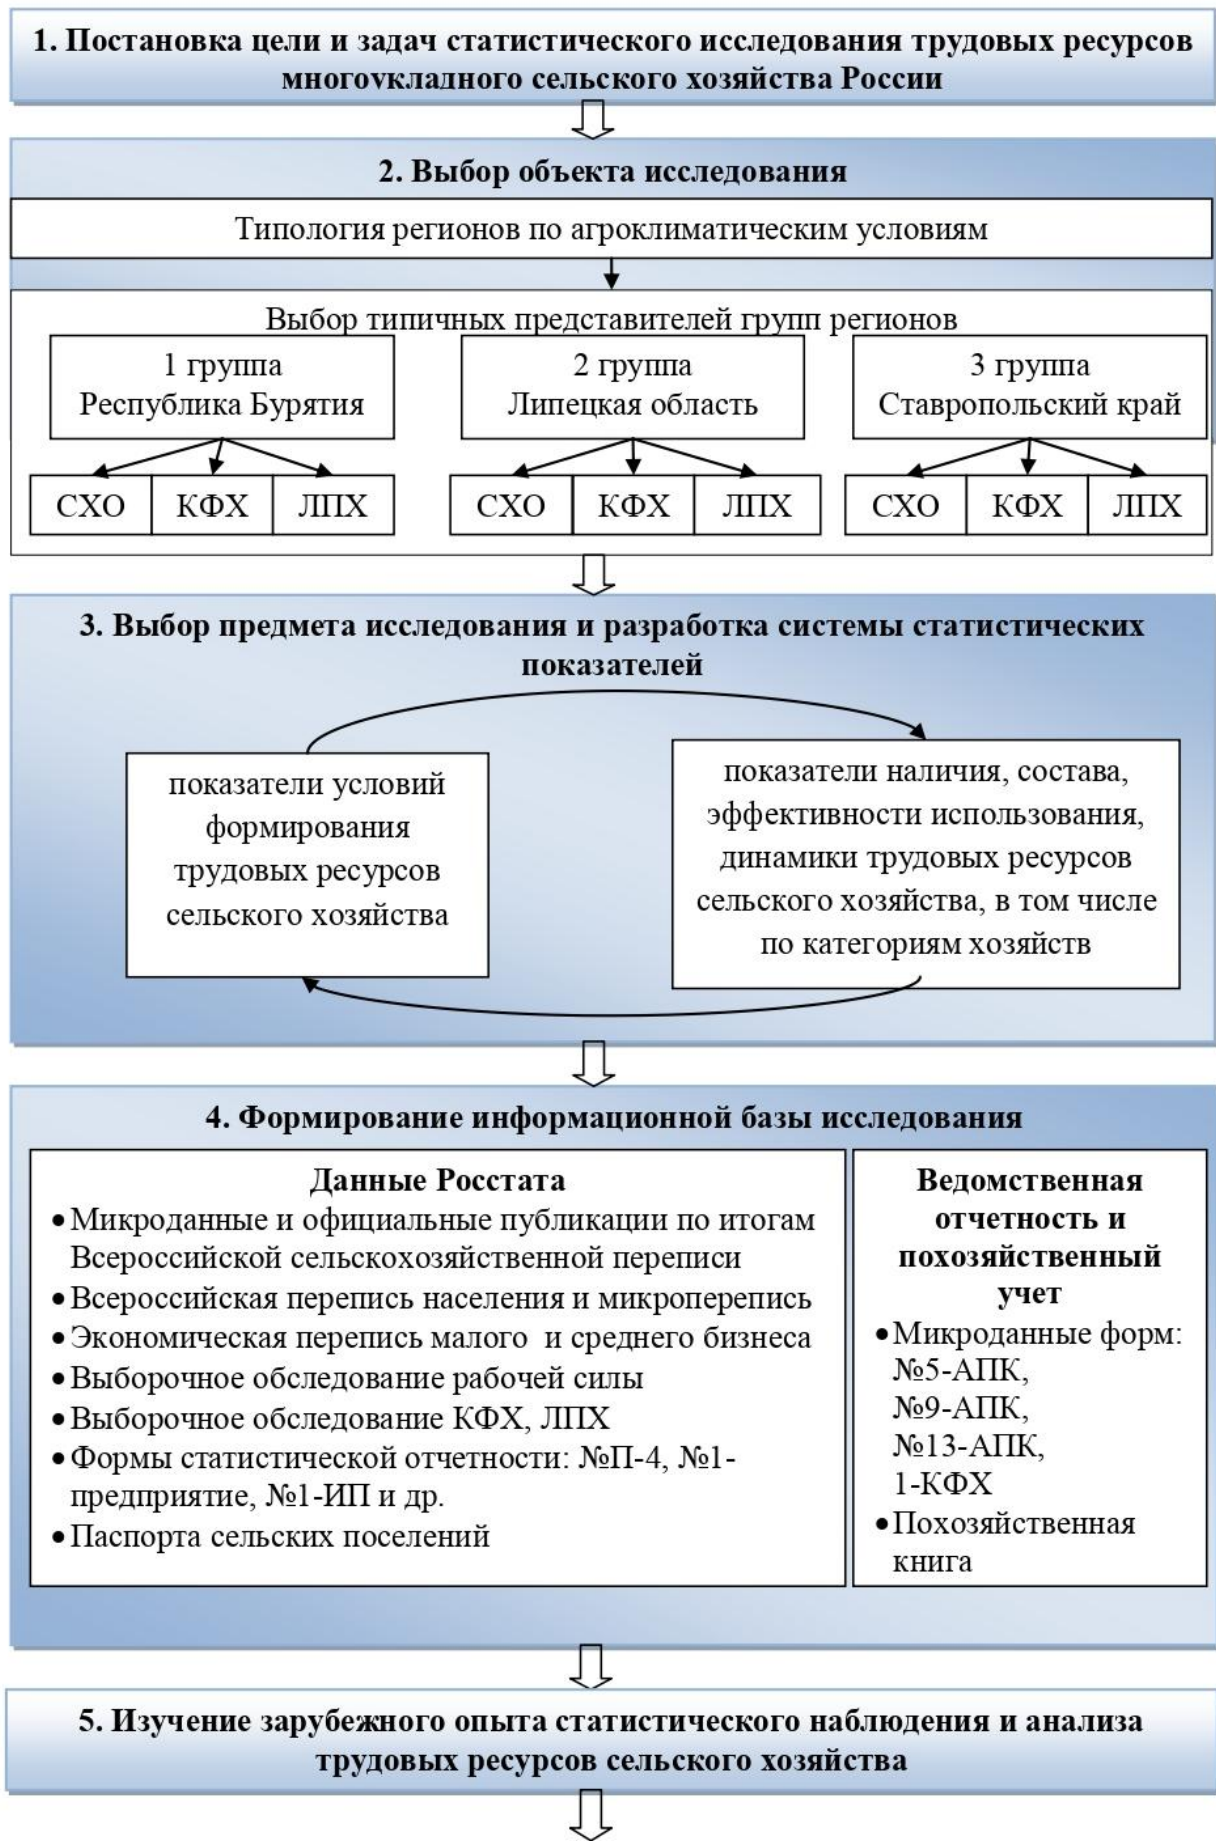 1. Постановка цели и задач статистического исследования трудовых ресурсов
многоукладного сельского хозяйства России
2. Выбор объекта исследования
Типология регионов по агроклиматическим условиям
Выбор типичных представителей групп регионов
1 группа
Республика Бурятия
2 группа
Липецкая область
3 группа
Ставропольский край
СХО КФХ ЛПХ
СХО КФХ ЛПХ
СХО КФХ ЛПХ
3. Выбор предмета исследования и разработка системы статистических
показателей
показатели условий
формирования
трудовых ресурсов
сельского хозяйства
показатели наличия, состава,
эффективности использования,
динамики трудовых ресурсов
сельского хозяйства, в том числе
по категориям хозяйств
4. Формирование информационной базы исследования
Данные Росстата
• Микроданные и официальные публикации по итогам
Всероссийской сельскохозяйственной переписи
• Всероссийская перепись населения и микроперепись
• Экономическая перепись малого и среднего бизнеса
• Выборочное обследование рабочей силы
• Выборочное обследование КФХ, ЛПХ
• Формы статистической отчетности: №П-4, №1-
предприятие, №1-ИП и др.
• Паспорта сельских поселений
Ведомственная
отчетность и
похозяйственный
учет
• Микроданные форм:
№5-АПК,
№9-АПК,
№13-АПК,
1-КФХ
• Похозяйственная
книга
5. Изучение зарубежного опыта статистического наблюдения и анализа
трудовых ресурсов сельского хозяйства